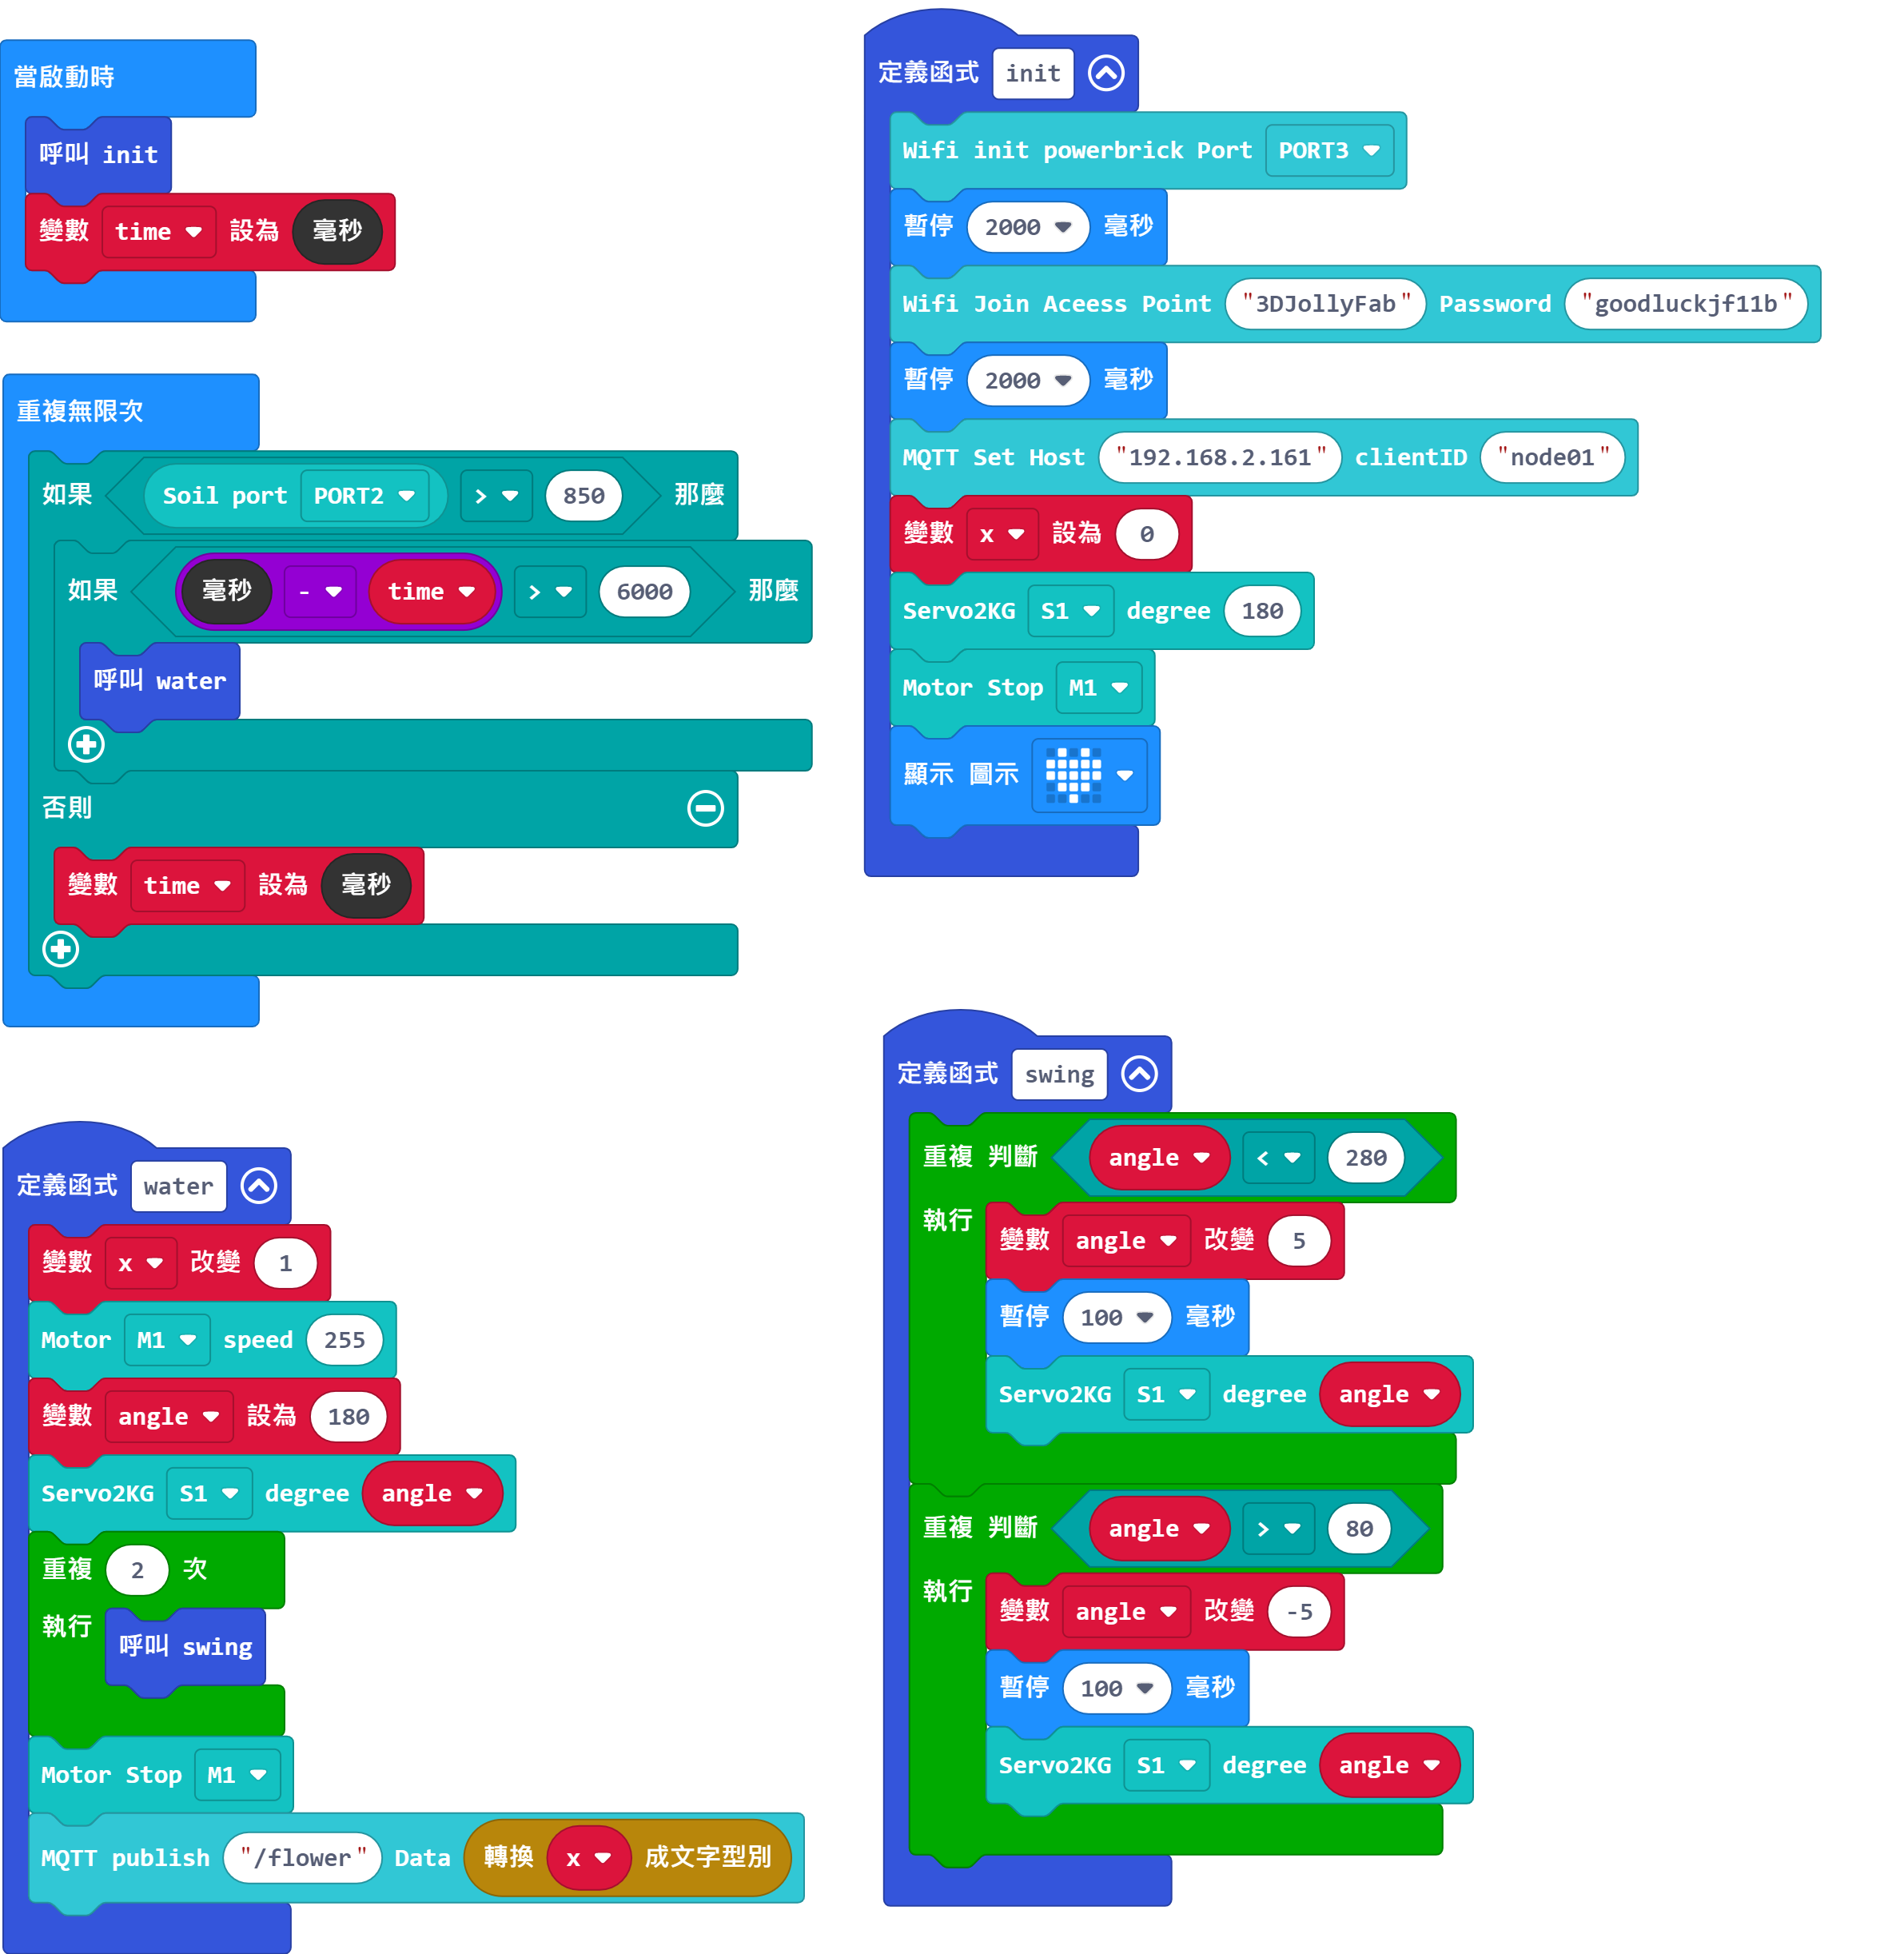 當啟動時
呼叫 init
變數 time 設為 毫秒
重複無限次
如果 Soil port PORT2 > 850 那麼
如果 毫秒 - time > 6000 那麼
呼叫 water
否則
變數 time 設為 毫秒
定義函式 water
變數 x 改變 1
Motor M1 speed 255
變數 angle 設為 180
Servo2KG S1 degree angle
重複 2 次
執行 呼叫 swing
Motor Stop M1
MQTT publish "/flower" Data 轉換 x 成文字型別
定義函式 init
Wifi init powerbrick Port PORT3
暫停 2000 毫秒
Wifi Join Aceess Point "3DJollyFab" Password "goodluckjf11b"
暫停 2000 毫秒
MQTT Set Host "192.168.2.161" clientID "node01"
變數 x 設為 0
Servo2KG S1 degree 180
Motor Stop M1
顯示 圖示
定義函式 swing
重複 判斷 angle < 280
執行 變數 angle 改變 5
暫停 100 毫秒
Servo2KG S1 degree angle
重複 判斷 angle > 80
執行 變數 angle 改變 -5
暫停 100 毫秒
Servo2KG S1 degree angle